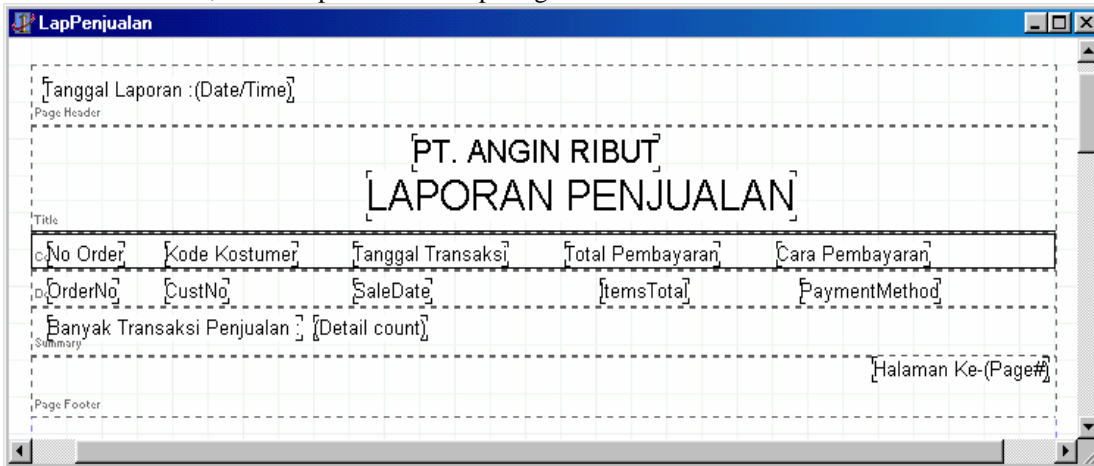 LapPenjualan
Tanggal Laporan :(Date/Time)
Page Header
PT. ANGIN RIBUT
LAPORAN PENJUALAN
Title
No Order Kode Kostumer Tanggal Transaksi Total Pembayaran Cara Pembayaran
OrderNo CustNo SaleDate ItemsTotal PaymentMethod
Banyak Transaksi Penjualan : (Detail count)
Summary
Halaman Ke-(Page#)
Page Footer